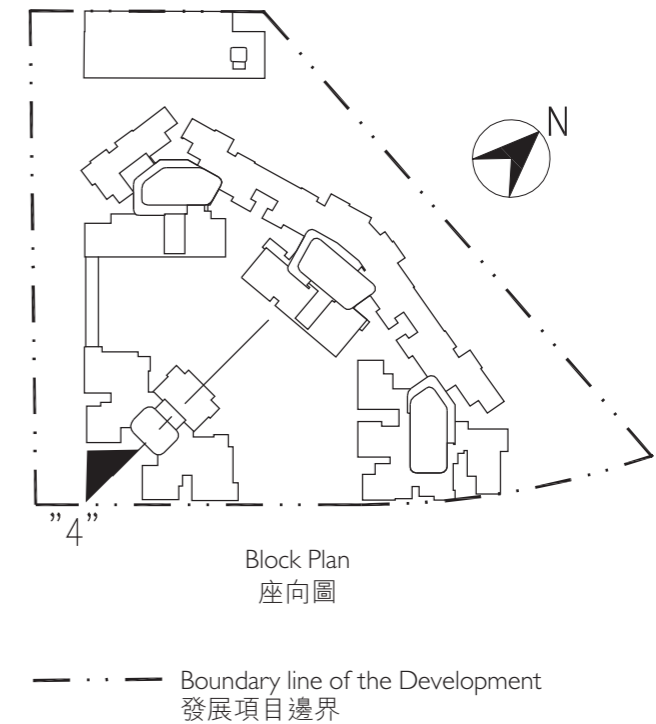 N
”4”
Block Plan
座向圖
Boundary line of the Development
發展項目邊界